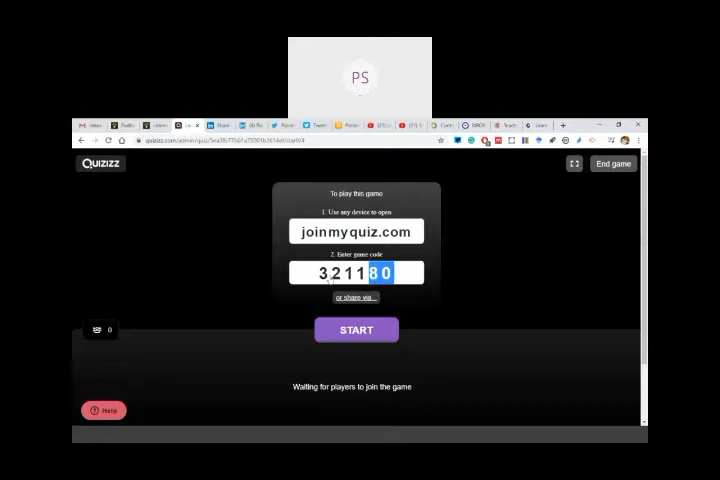 PS
quizizz.com/admin/quiz/
Quizizz
End game
To play this game
1. Use any device to open
joinmyquiz.com
2. Enter game code
321180
or share via...
START
0
Waiting for players to join the game
Help